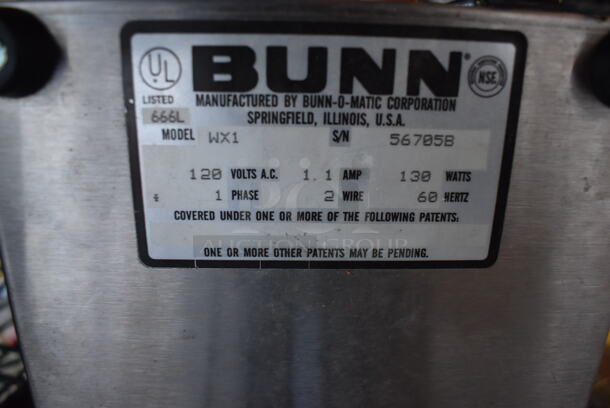 UL BUNN® NSF.
LISTED
666L
MANUFACTURED BY BUNN-O-MATIC CORPORATION
SPRINGFIELD, ILLINOIS, U.S.A.
MODEL WX1 S/N 56705B
120 VOLTS A.C. 1.1 AMP 130 WATTS
1 PHASE 2 WIRE 60 HERTZ
COVERED UNDER ONE OR MORE OF THE FOLLOWING PATENTS:
AUCTION GROUP
ONE OR MORE OTHER PATENTS MAY BE PENDING.